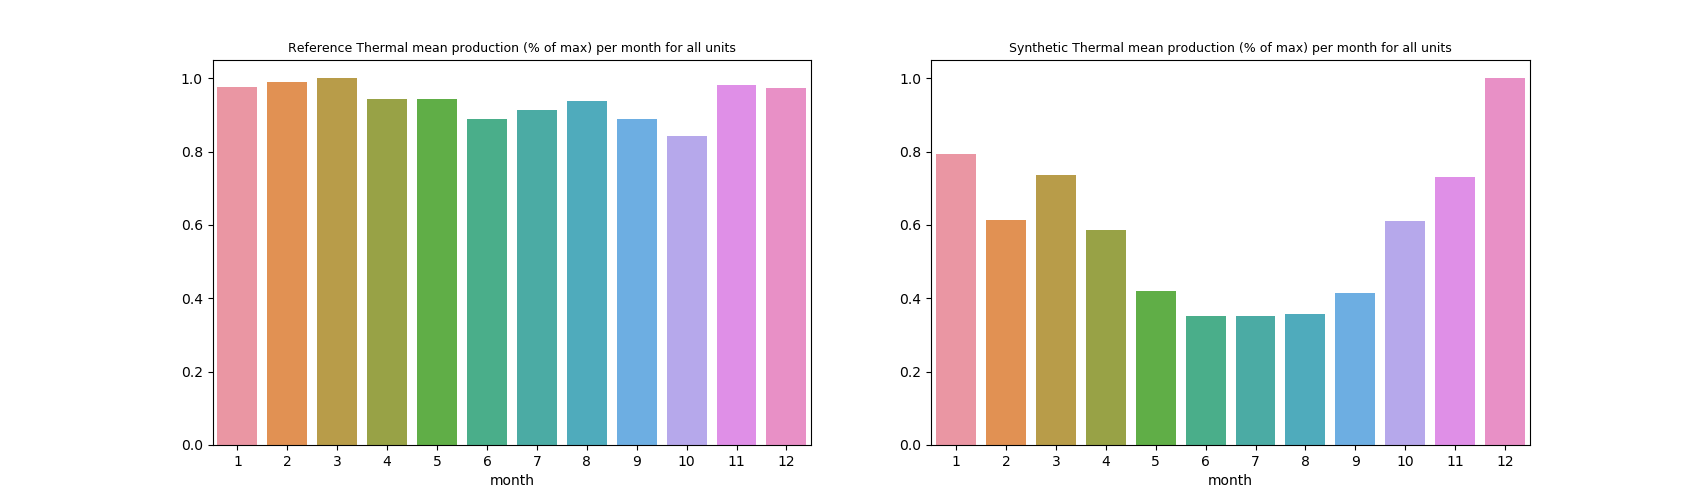 Reference Thermal mean production (% of max) per month for all units
1.0
0.8
0.6
0.4
0.2
0.0
1 2 3 4 5 6 7 8 9 10 11 12
month
Synthetic Thermal mean production (% of max) per month for all units
1.0
0.8
0.6
0.4
0.2
0.0
1 2 3 4 5 6 7 8 9 10 11 12
month